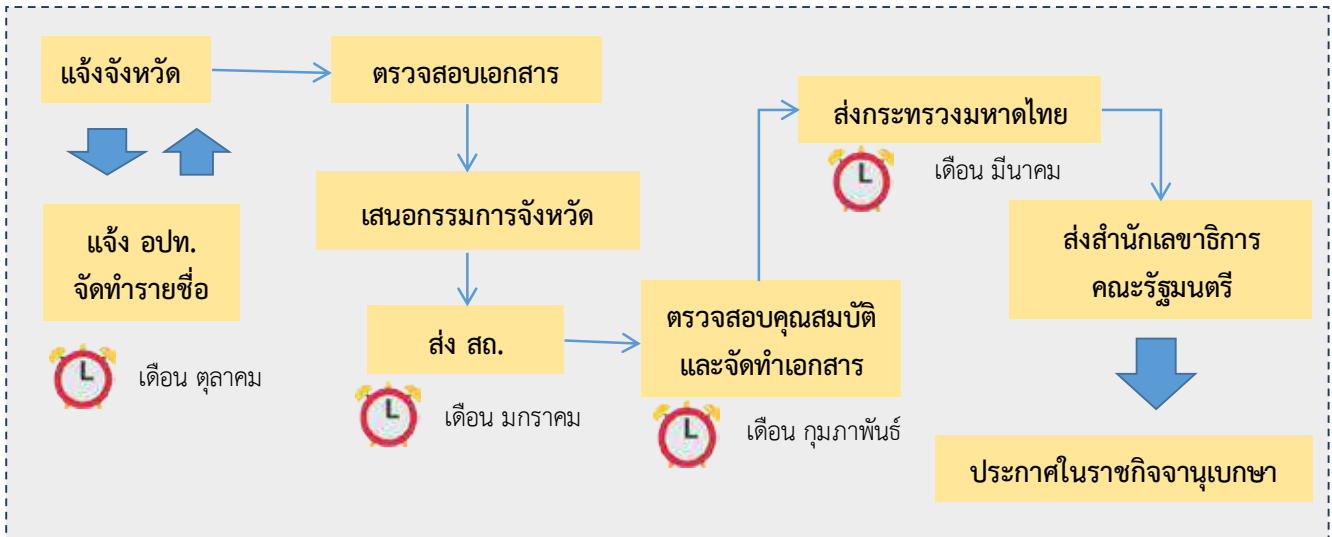 แจ้งจังหวัด
ตรวจสอบเอกสาร
ส่งกระทรวงมหาดไทย
เดือน มีนาคม
เสนอกรรมการจังหวัด
แจ้ง อปท.
จัดทำรายชื่อ
ส่งสำนักเลขาธิการ
คณะรัฐมนตรี
ส่ง สถ.
ตรวจสอบคุณสมบัติ
และจัดทำเอกสาร
เดือน ตุลาคม
เดือน มกราคม
เดือน กุมภาพันธ์
ประกาศในราชกิจจานุเบกษา